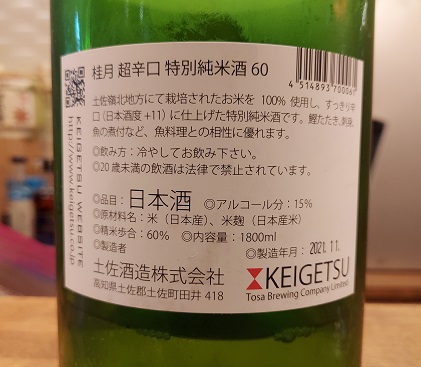 桂月 超辛口 特別純米酒 60
4514893700061
KEIGETSU WEBSITE
http://www.keigetsu.co.jp
土佐嶺北地方にて栽培されたお米を 100% 使用し、すっきり辛
口(日本酒度 +11)に仕上げた特別純米酒です。鰹たたき、刺身、
魚の煮付など、魚料理との相性に優れます。
◎飲み方：冷やしてお飲み下さい。
◎20 歳未満の飲酒は法律で禁止されています。
◎品目：日本酒 ◎アルコール分：15%
◎原材料名：米（日本産）、米麹（日本産米）
◎精米歩合：60% ◎内容量：1800ml
◎製造者 ◎製造年月：2021. 11.
土佐酒造株式会社
高知県土佐郡土佐町田井 418
KEIGETSU
Tosa Brewing Company Limited